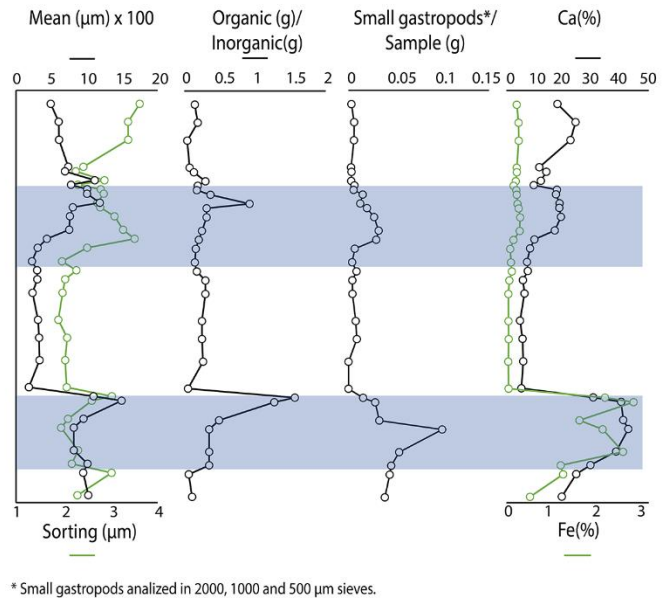 Mean (µm) x 100
Organic (g)/
Inorganic(g)
Small gastropods*/
Sample (g)
Ca(%)
0 5 10 15 20
0 0.5 1 1.5 2
0 0.05 0.10 0.15
0 10 20 30 40 50
1 2 3 4
Sorting (µm)
0 1 2 3
Fe(%)
* Small gastropods analized in 2000, 1000 and 500 µm sieves.